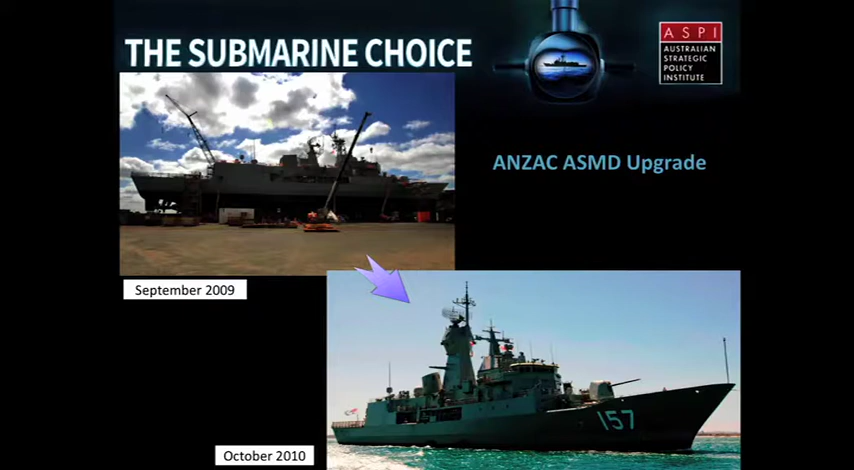 THE SUBMARINE CHOICE
ASPI
AUSTRALIAN
STRATEGIC
POLICY
INSTITUTE
ANZAC ASMD Upgrade
September 2009
157
October 2010